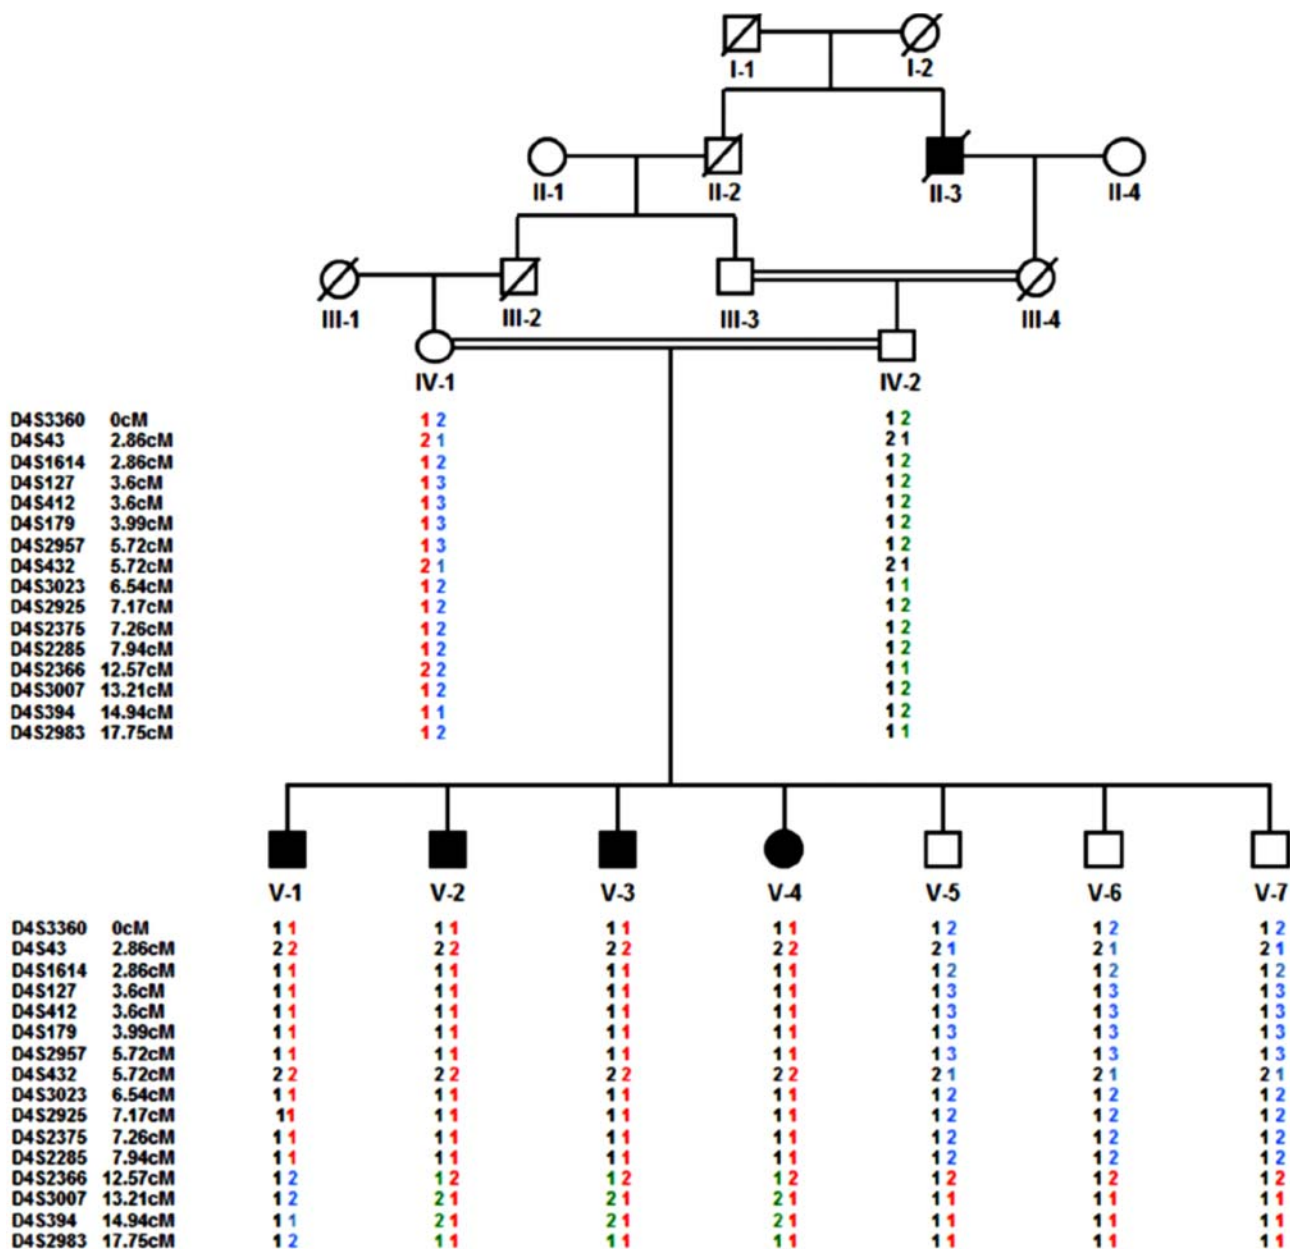 I-1 I-2
II-1 II-2 II-3 II-4
III-1 III-2 III-3 III-4
IV-1 IV-2
D4S3360 0cM 1 2 1 2
D4S43 2.86cM 2 1 2 1
D4S1614 2.86cM 1 2 1 2
D4S127 3.6cM 1 3 1 2
D4S412 3.6cM 1 3 1 2
D4S179 3.99cM 1 3 1 2
D4S2957 5.72cM 1 3 1 2
D4S432 5.72cM 2 1 2 1
D4S3023 6.54cM 1 2 1 1
D4S2925 7.17cM 1 2 1 2
D4S2375 7.26cM 1 2 1 2
D4S2285 7.94cM 1 2 1 2
D4S2366 12.57cM 2 2 1 1
D4S3007 13.21cM 1 2 1 2
D4S394 14.94cM 1 1 1 2
D4S2983 17.75cM 1 2 1 1
V-1 V-2 V-3 V-4 V-5 V-6 V-7
D4S3360 0cM 1 1 1 1 1 1 1 1 1 2 1 2 1 2
D4S43 2.86cM 2 2 2 2 2 2 2 2 2 1 2 1 2 1
D4S1614 2.86cM 1 1 1 1 1 1 1 1 1 2 1 2 1 2
D4S127 3.6cM 1 1 1 1 1 1 1 1 1 3 1 3 1 3
D4S412 3.6cM 1 1 1 1 1 1 1 1 1 3 1 3 1 3
D4S179 3.99cM 1 1 1 1 1 1 1 1 1 3 1 3 1 3
D4S2957 5.72cM 1 1 1 1 1 1 1 1 1 3 1 3 1 3
D4S432 5.72cM 2 2 2 2 2 2 2 2 2 1 2 1 2 1
D4S3023 6.54cM 1 1 1 1 1 1 1 1 1 2 1 2 1 2
D4S2925 7.17cM 11 1 1 1 1 1 1 1 2 1 2 1 2
D4S2375 7.26cM 1 1 1 1 1 1 1 1 1 2 1 2 1 2
D4S2285 7.94cM 1 1 1 1 1 1 1 1 1 2 1 2 1 2
D4S2366 12.57cM 1 2 1 2 1 2 1 2 1 2 1 2 1 2
D4S3007 13.21cM 1 2 2 1 2 1 2 1 1 1 1 1 1 1
D4S394 14.94cM 1 1 2 1 2 1 2 1 1 1 1 1 1 1
D4S2983 17.75cM 1 2 1 1 1 1 1 1 1 1 1 1 1 1